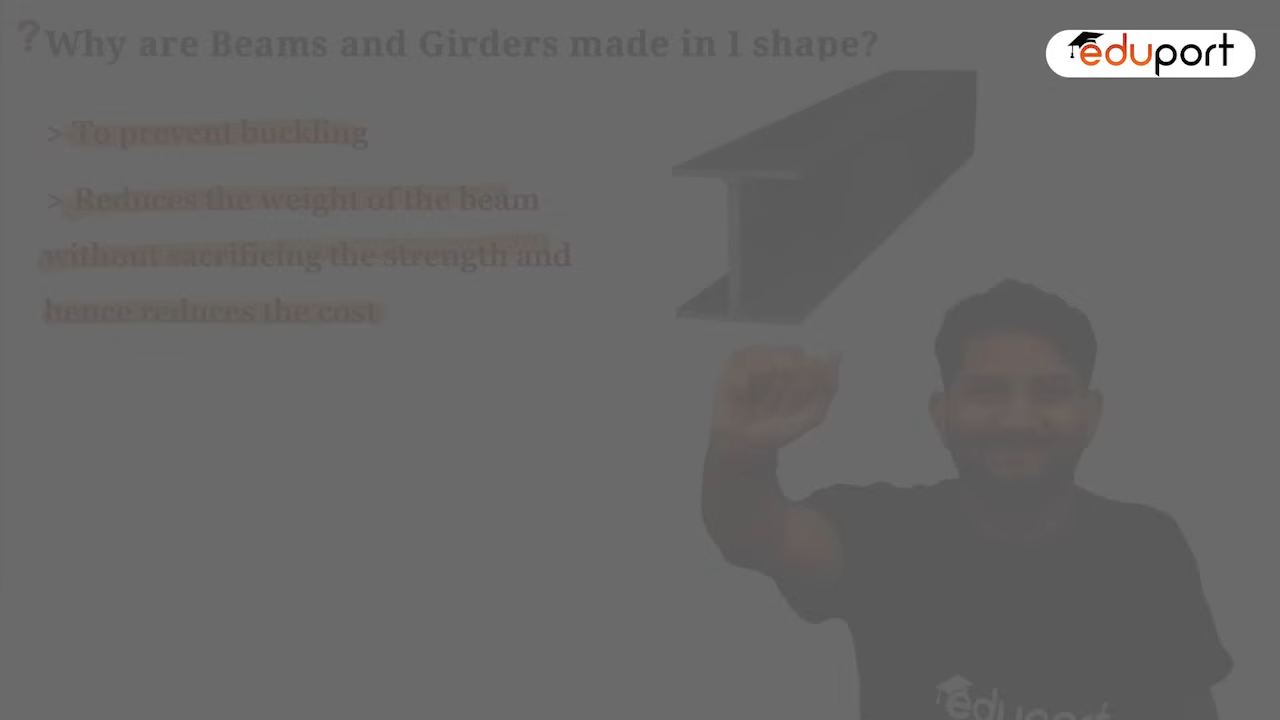 ?Why are Beams and Girders made in I shape?
eduport
> To prevent buckling
> Reduces the weight of the beam
without sacrificing the strength and
hence reduces the cost
eduport